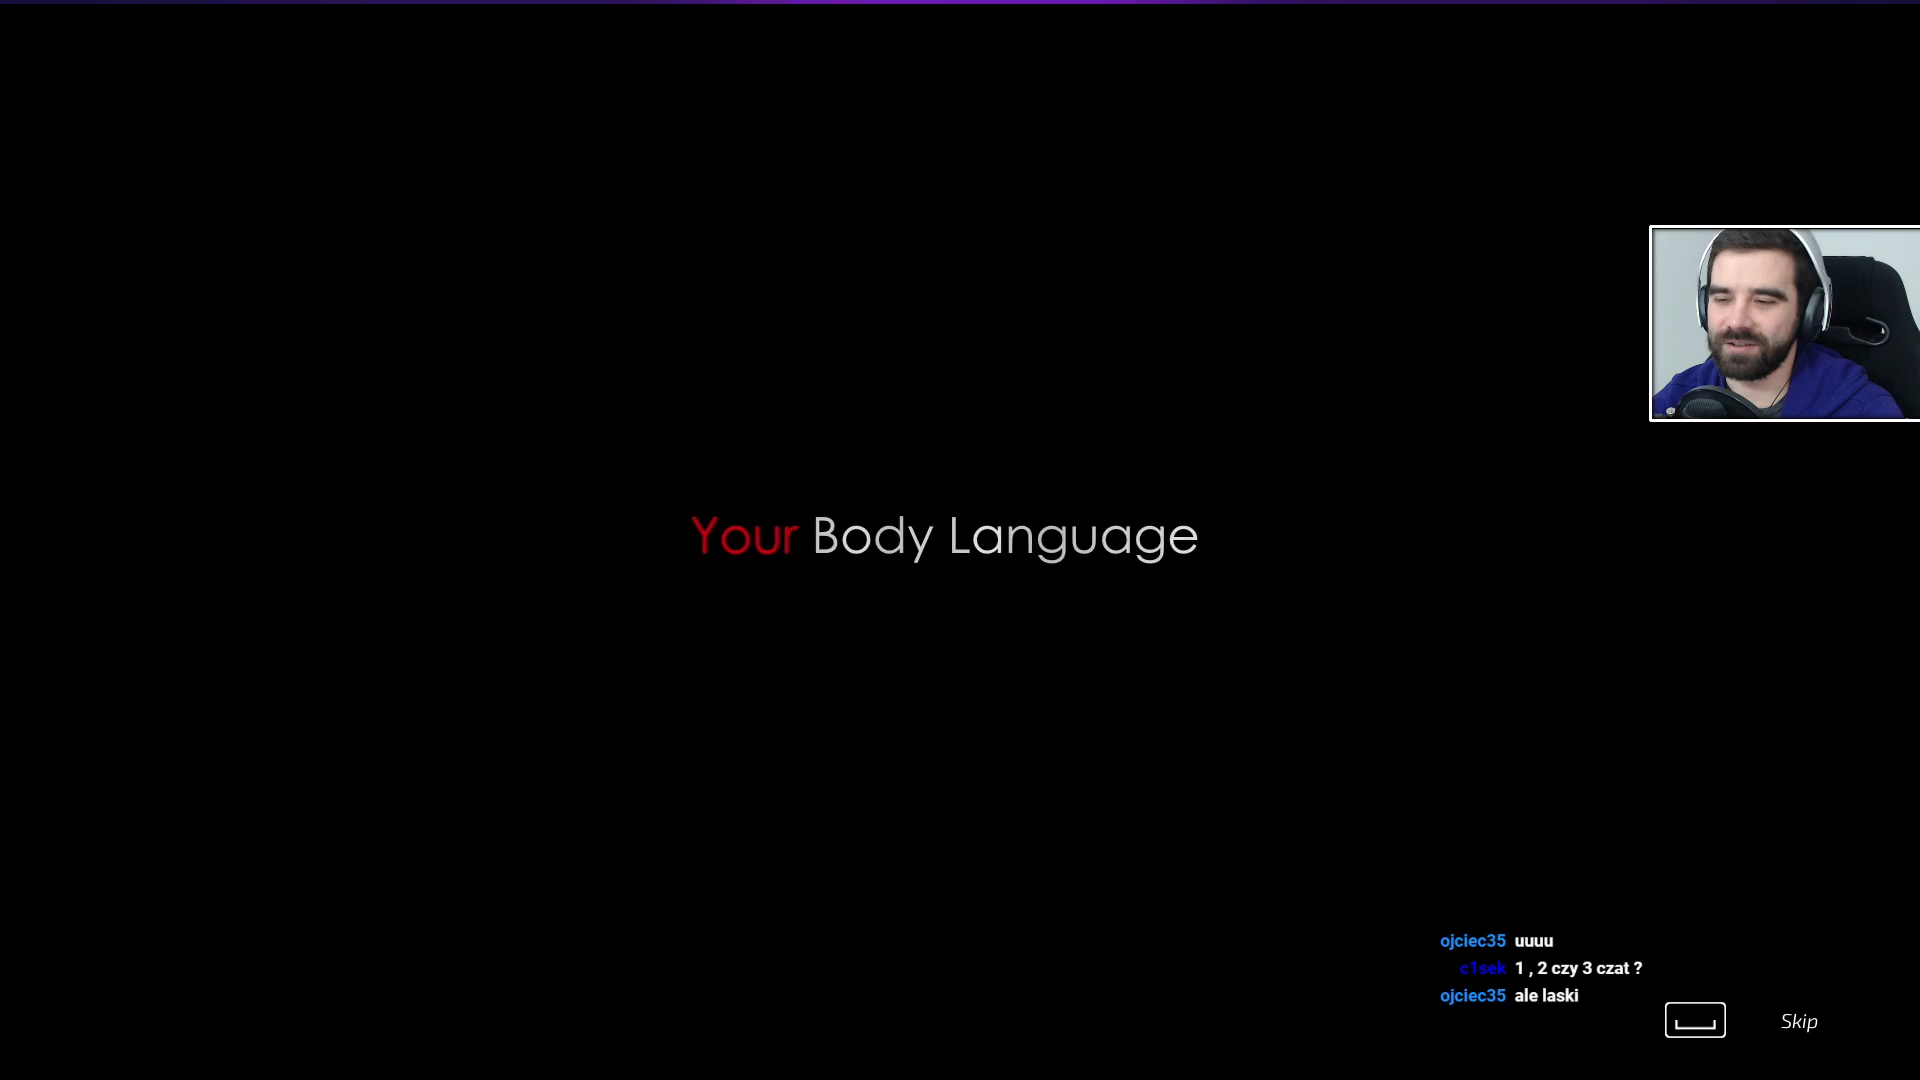 Your Body Language
ojciec35 uuuu
c1sek 1 , 2 czy 3 czat ?
ojciec35 ale laski
Skip